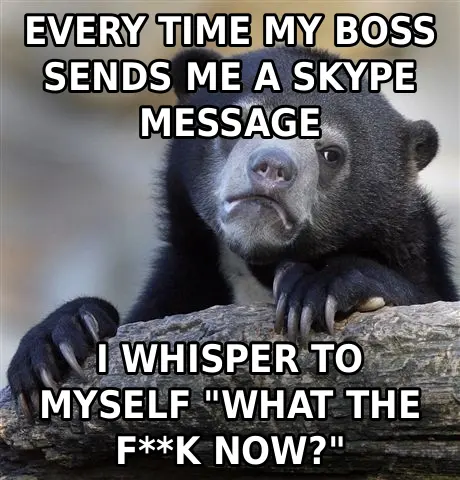 EVERY TIME MY BOSS
SENDS ME A SKYPE
MESSAGE
I WHISPER TO
MYSELF "WHAT THE
F**K NOW?"